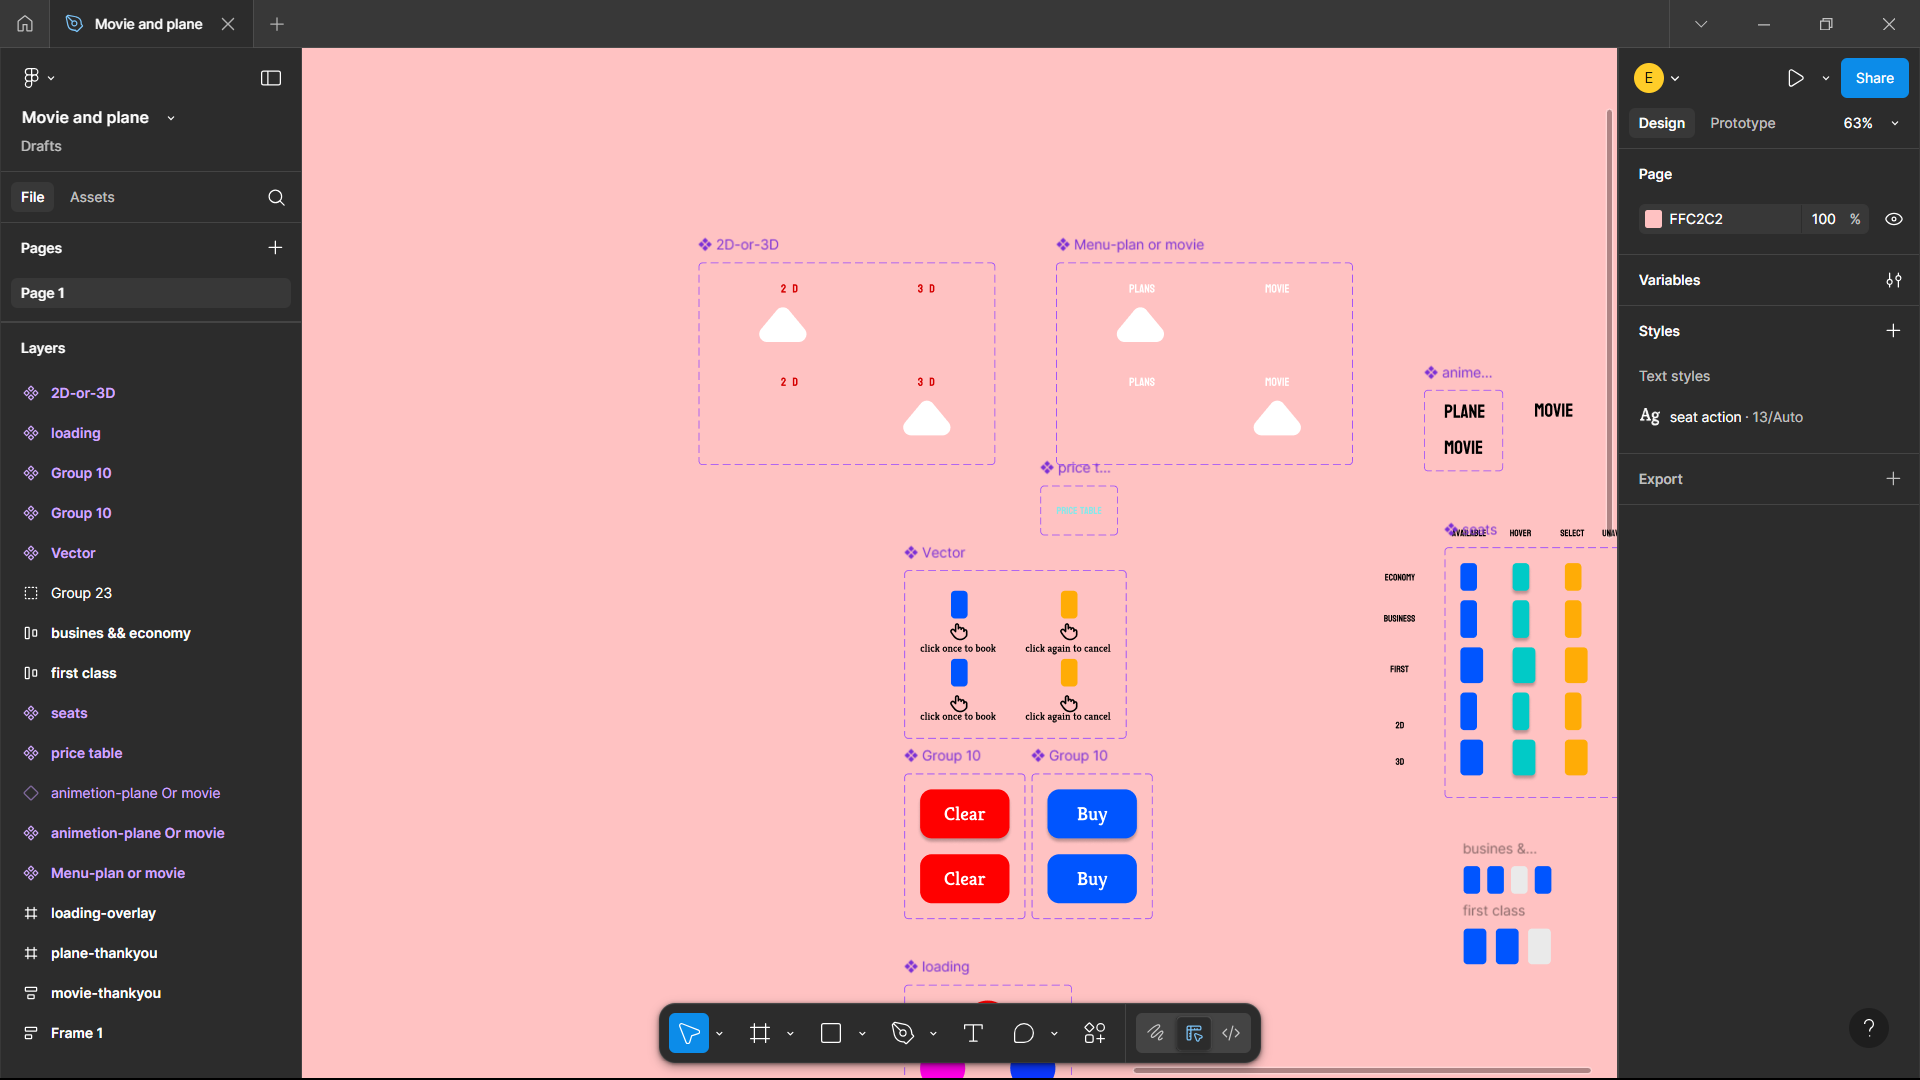 Movie and plane
Movie and plane
Drafts
File
Assets
Pages
Page 1
Layers
2D-or-3D
loading
Group 10
Group 10
Vector
Group 23
busines && economy
first class
seats
price table
animetion-plane Or movie
animetion-plane Or movie
Menu-plan or movie
loading-overlay
plane-thankyou
movie-thankyou
Frame 1
2D-or-3D
2 D
3 D
2 D
3 D
Menu-plan or movie
PLANS
MOVIE
PLANS
MOVIE
anime...
PLANE
MOVIE
MOVIE
price t...
PRICE TABLE
Vector
click once to book
click again to cancel
click once to book
click again to cancel
Group 10
Group 10
Clear
Buy
Clear
Buy
loading
seats
AVAILABLE
HOVER
SELECT
ECONOMY
BUSINESS
FIRST
2D
3D
busines &...
first class
E
Share
Design
Prototype
63%
Page
FFC2C2
100
%
Variables
Styles
Text styles
Ag
seat action · 13/Auto
Export
?